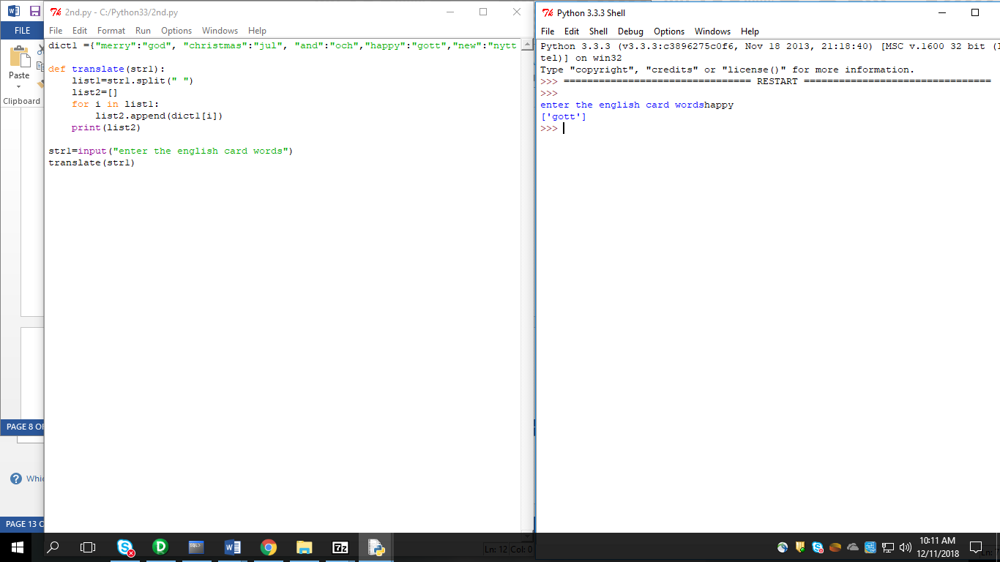 2nd.py - C:/Python33/2nd.py
File Edit Format Run Options Windows Help
dict1 ={"merry":"god", "christmas":"jul", "and":"och","happy":"gott","new":"nytt
def translate(str1):
list1=str1.split(" ")
list2=[]
for i in list1:
list2.append(dict1[i])
print(list2)
str1=input("enter the english card words")
translate(str1)
Ln: 12 Col: 0
Python 3.3.3 Shell
File Edit Shell Debug Options Windows Help
Python 3.3.3 (v3.3.3:c3896275c0f6, Nov 18 2013, 21:18:40) [MSC v.1600 32 bit (I
tel)] on win32
Type "copyright", "credits" or "license()" for more information.
>>> ================================ RESTART ================================
>>>
enter the english card wordshappy
['gott']
>>>
FILE
Paste
Clipboard
PAGE 8 OF
PAGE 13 O
10:11 AM
12/11/2018